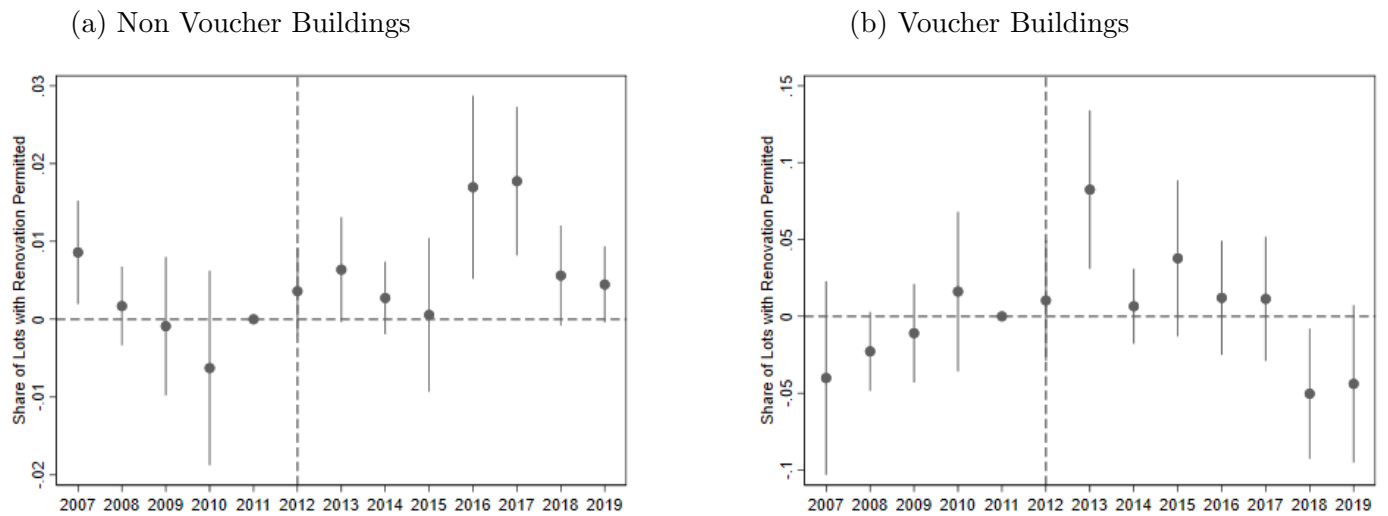 (a) Non Voucher Buildings
Share of Lots with Renovation Permitted
.03
.02
.01
0
-.01
-.02
2007 2008 2009 2010 2011 2012 2013 2014 2015 2016 2017 2018 2019
(b) Voucher Buildings
Share of Lots with Renovation Permitted
.15
.1
.05
0
-.05
-.1
2007 2008 2009 2010 2011 2012 2013 2014 2015 2016 2017 2018 2019